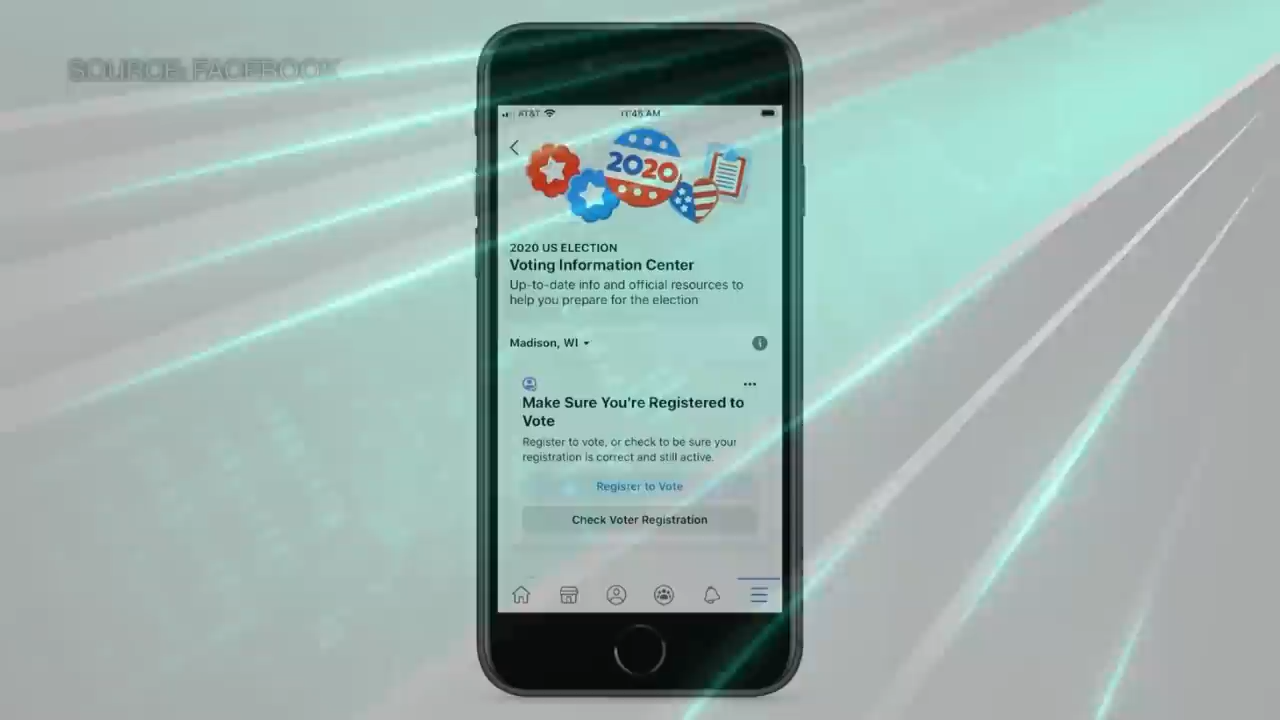 SOURCE: FACEBOOK
AT&T 11:45 AM
2020
2020 US ELECTION
Voting Information Center
Up-to-date info and official resources to
help you prepare for the election
Madison, WI
Make Sure You're Registered to
Vote
Register to vote, or check to be sure your
registration is correct and still active.
Register to Vote
Check Voter Registration